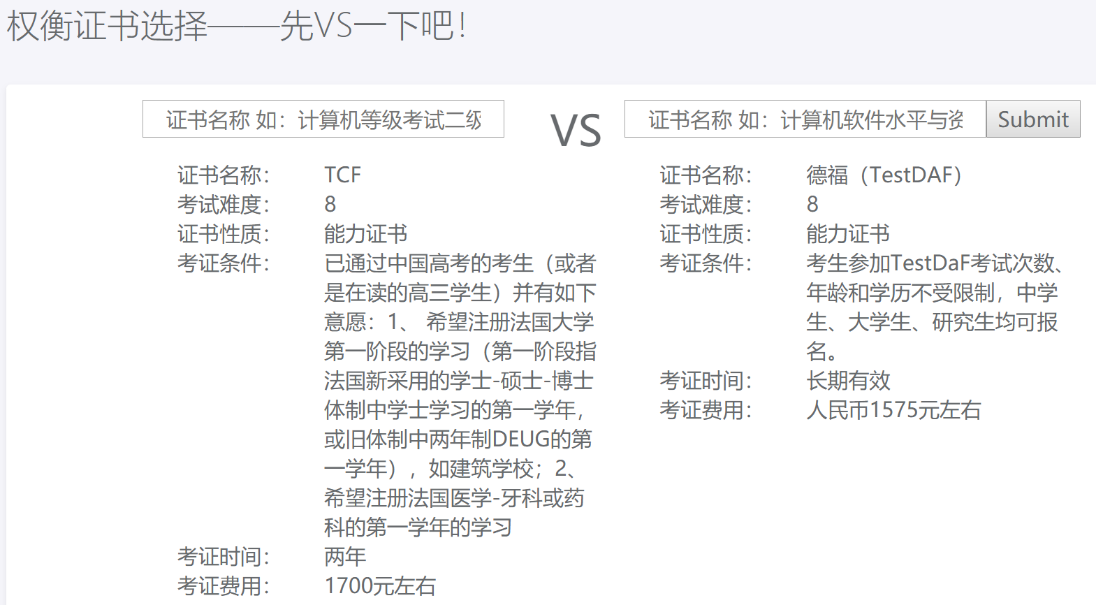 权衡证书选择——先VS一下吧!
证书名称 如：计算机等级考试二级
VS
证书名称 如：计算机软件水平与资
Submit
证书名称：
TCF
考试难度：
8
证书性质：
能力证书
考证条件：
已通过中国高考的考生（或者
是在读的高三学生）并有如下
意愿：1、 希望注册法国大学
第一阶段的学习（第一阶段指
法国新采用的学士-硕士-博士
体制中学士学习的第一学年，
或旧体制中两年制DEUG的第
一学年），如建筑学校；2、
希望注册法国医学-牙科或药
科的第一学年的学习
考证时间：
两年
考证费用：
1700元左右
证书名称：
德福（TestDAF）
考试难度：
8
证书性质：
能力证书
考证条件：
考生参加TestDaF考试次数、
年龄和学历不受限制，中学
生、大学生、研究生均可报
名。
考证时间：
长期有效
考证费用：
人民币1575元左右